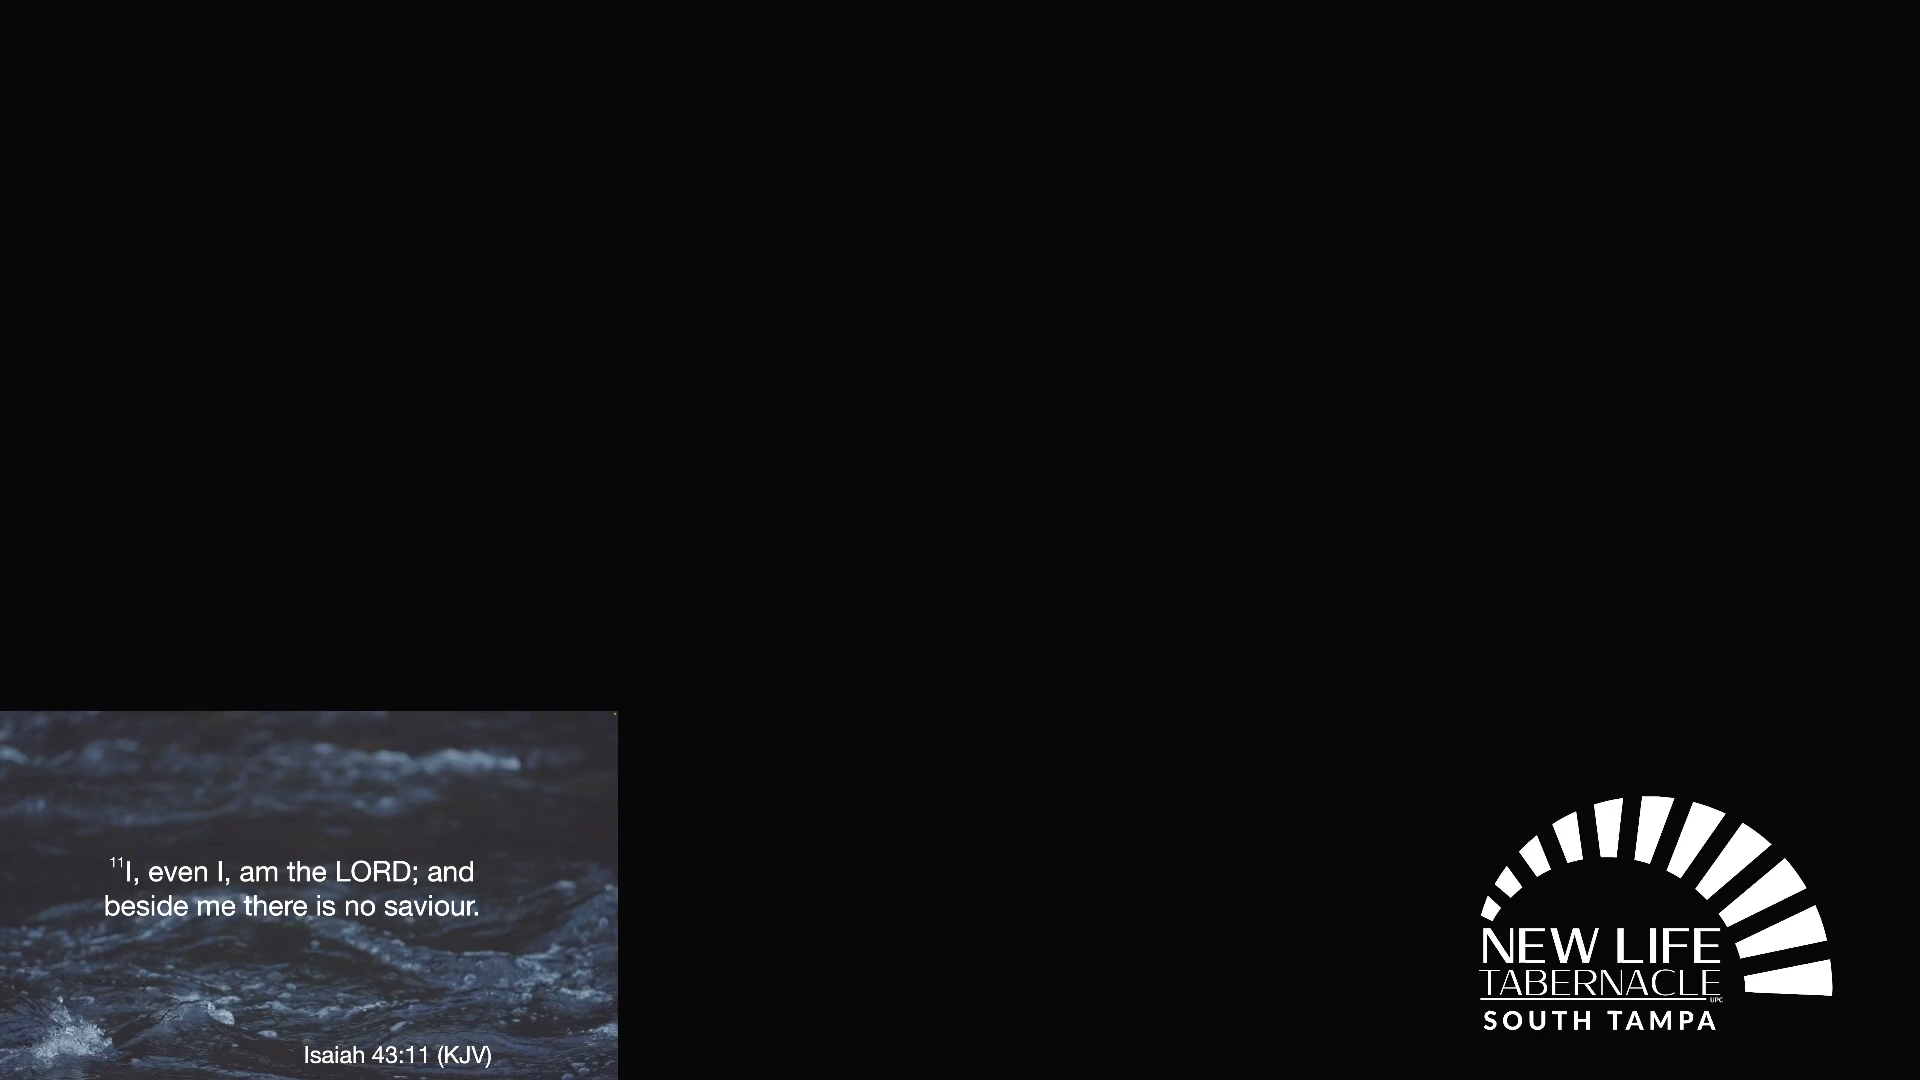 11I, even I, am the LORD; and
beside me there is no saviour.
Isaiah 43:11 (KJV)
NEW LIFE
TABERNACLE
UPC
SOUTH TAMPA